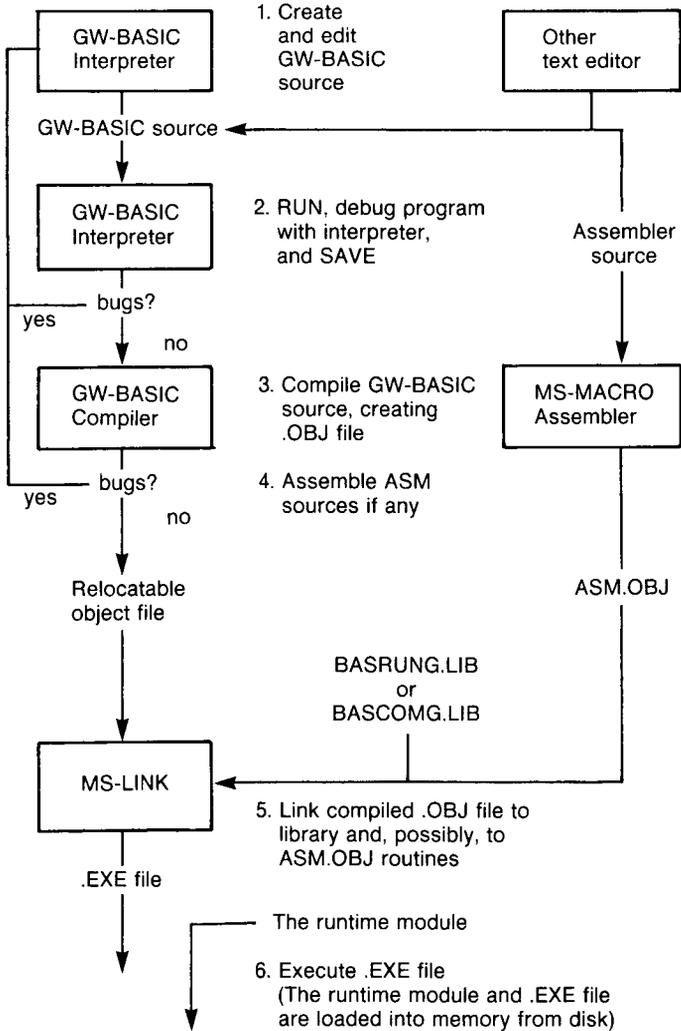 GW-BASIC
Interpreter
1. Create
and edit
GW-BASIC
source
Other
text editor
GW-BASIC source
GW-BASIC
Interpreter
2. RUN, debug program
with interpreter,
and SAVE
Assembler
source
bugs?
yes
no
GW-BASIC
Compiler
3. Compile GW-BASIC
source, creating
.OBJ file
MS-MACRO
Assembler
bugs?
yes
no
4. Assemble ASM
sources if any
Relocatable
object file
ASM.OBJ
BASRUNG.LIB
or
BASCOMG.LIB
MS-LINK
5. Link compiled .OBJ file to
library and, possibly, to
ASM.OBJ routines
.EXE file
The runtime module
6. Execute .EXE file
(The runtime module and .EXE file
are loaded into memory from disk)